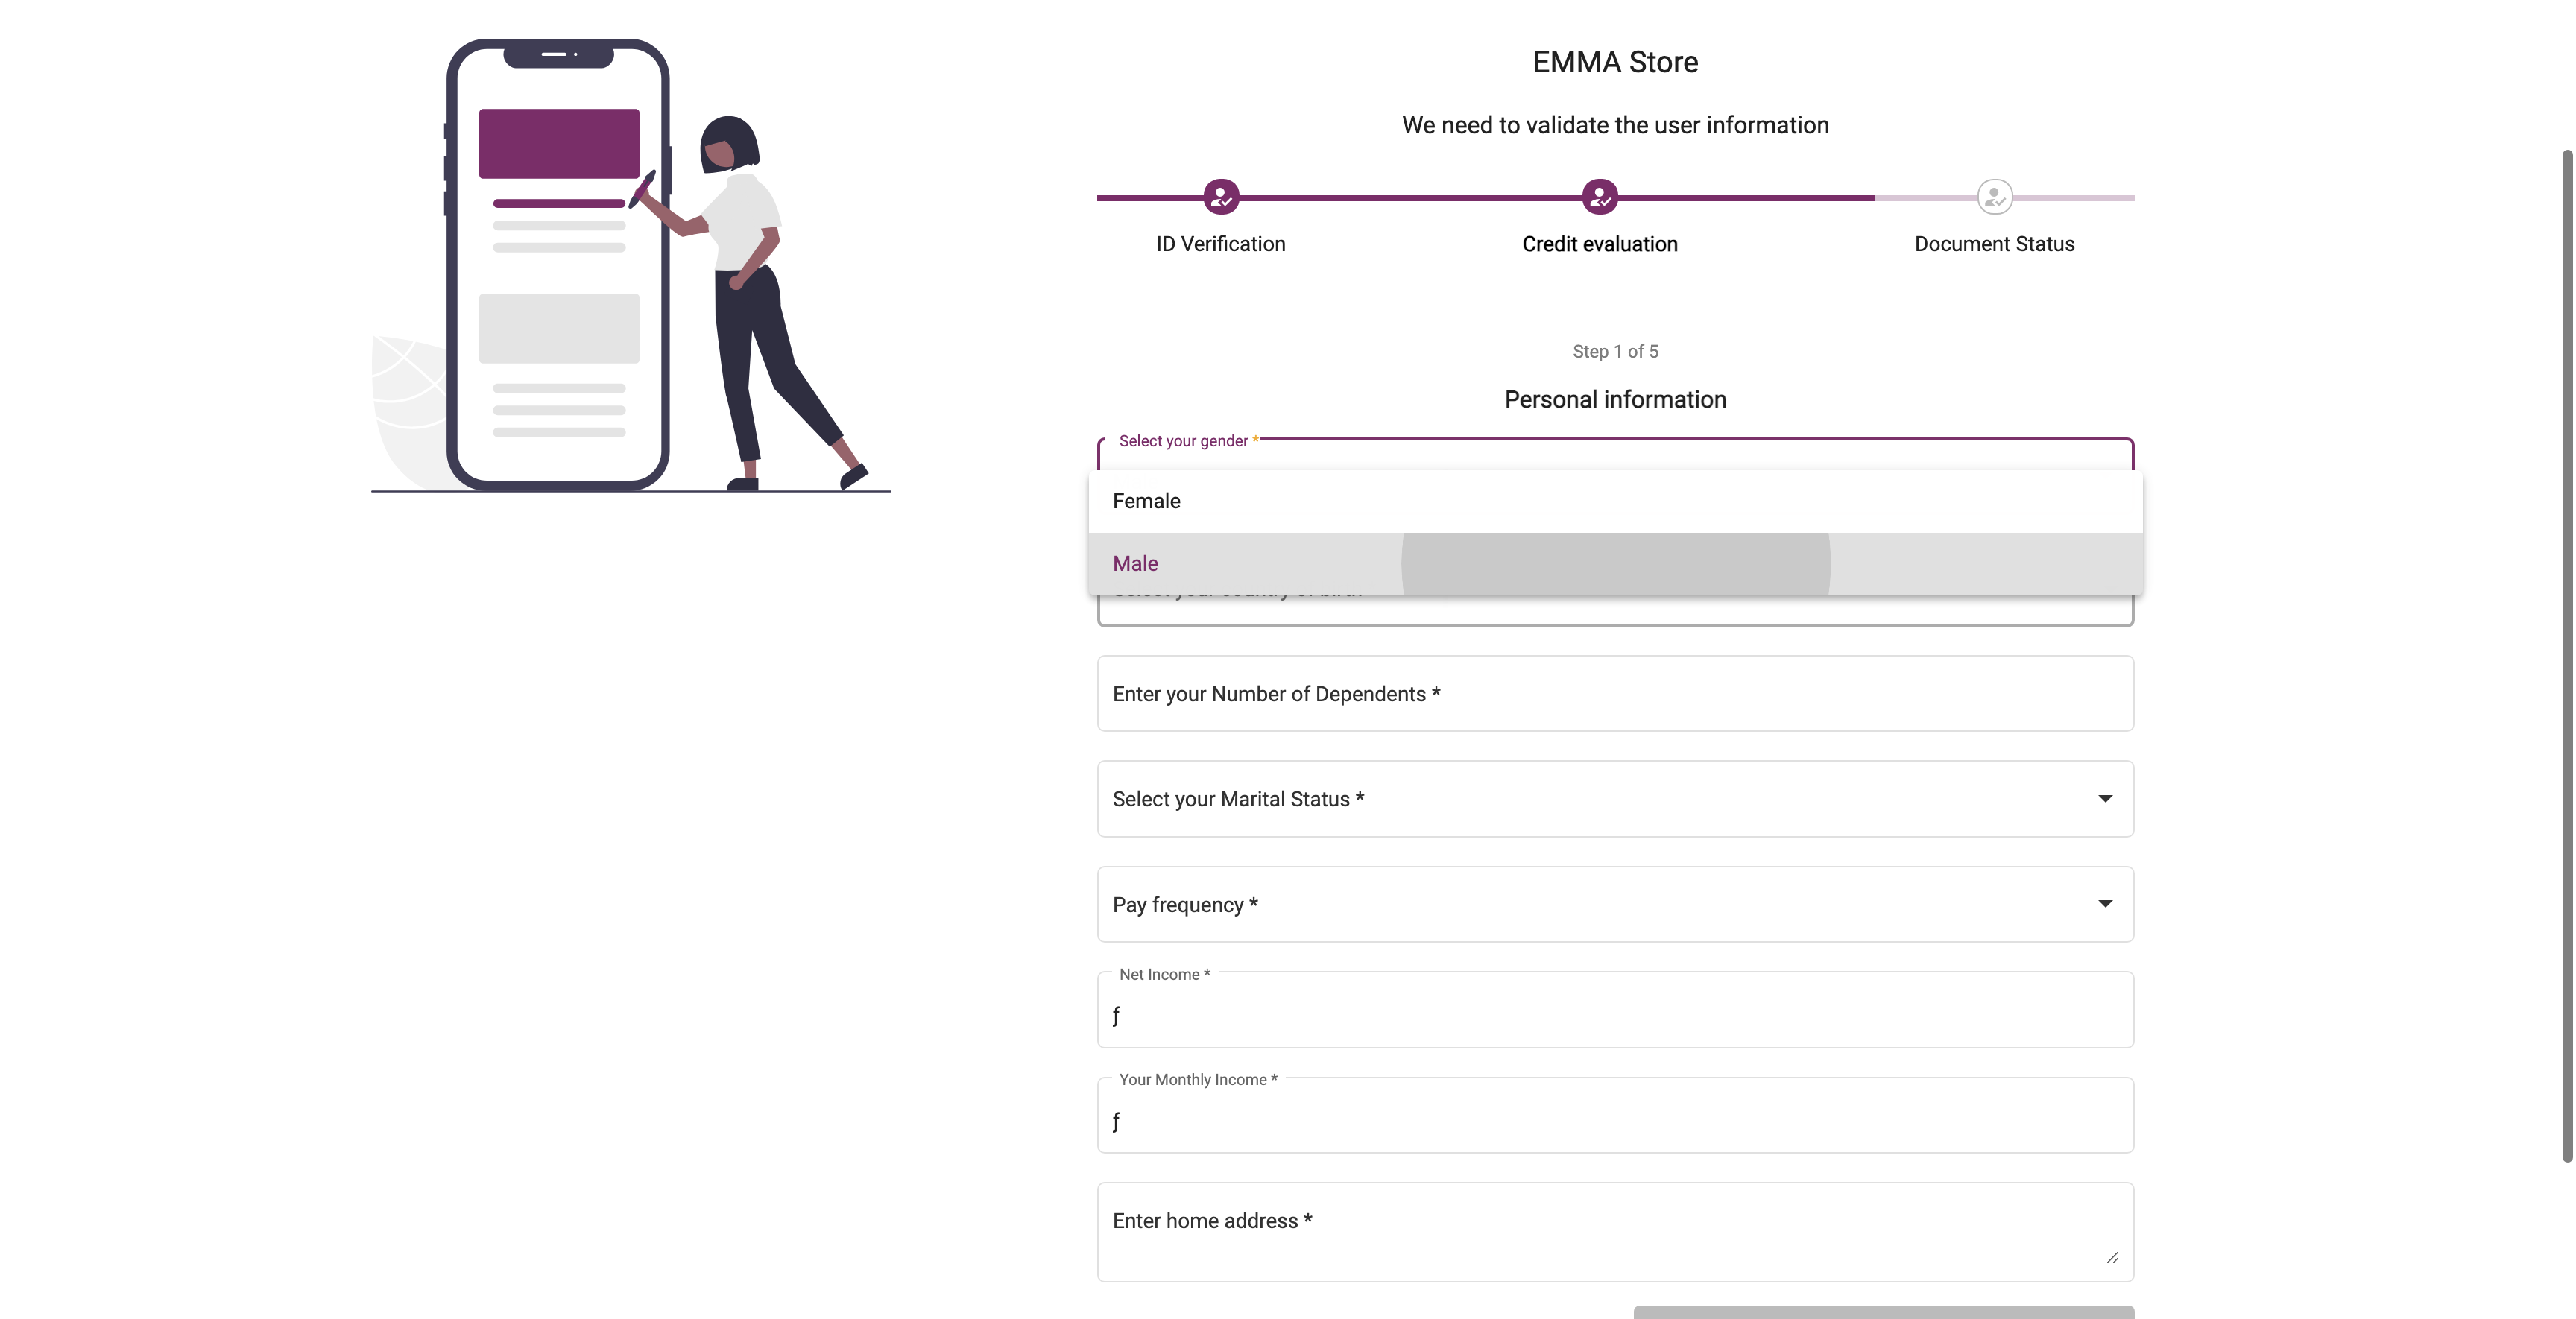 EMMA Store
We need to validate the user information
ID Verification
Credit evaluation
Document Status
Step 1 of 5
Personal information
Select your gender *
Female
Male
Enter your Number of Dependents *
Select your Marital Status *
Pay frequency *
Net Income *
ƒ
Your Monthly Income *
ƒ
Enter home address *